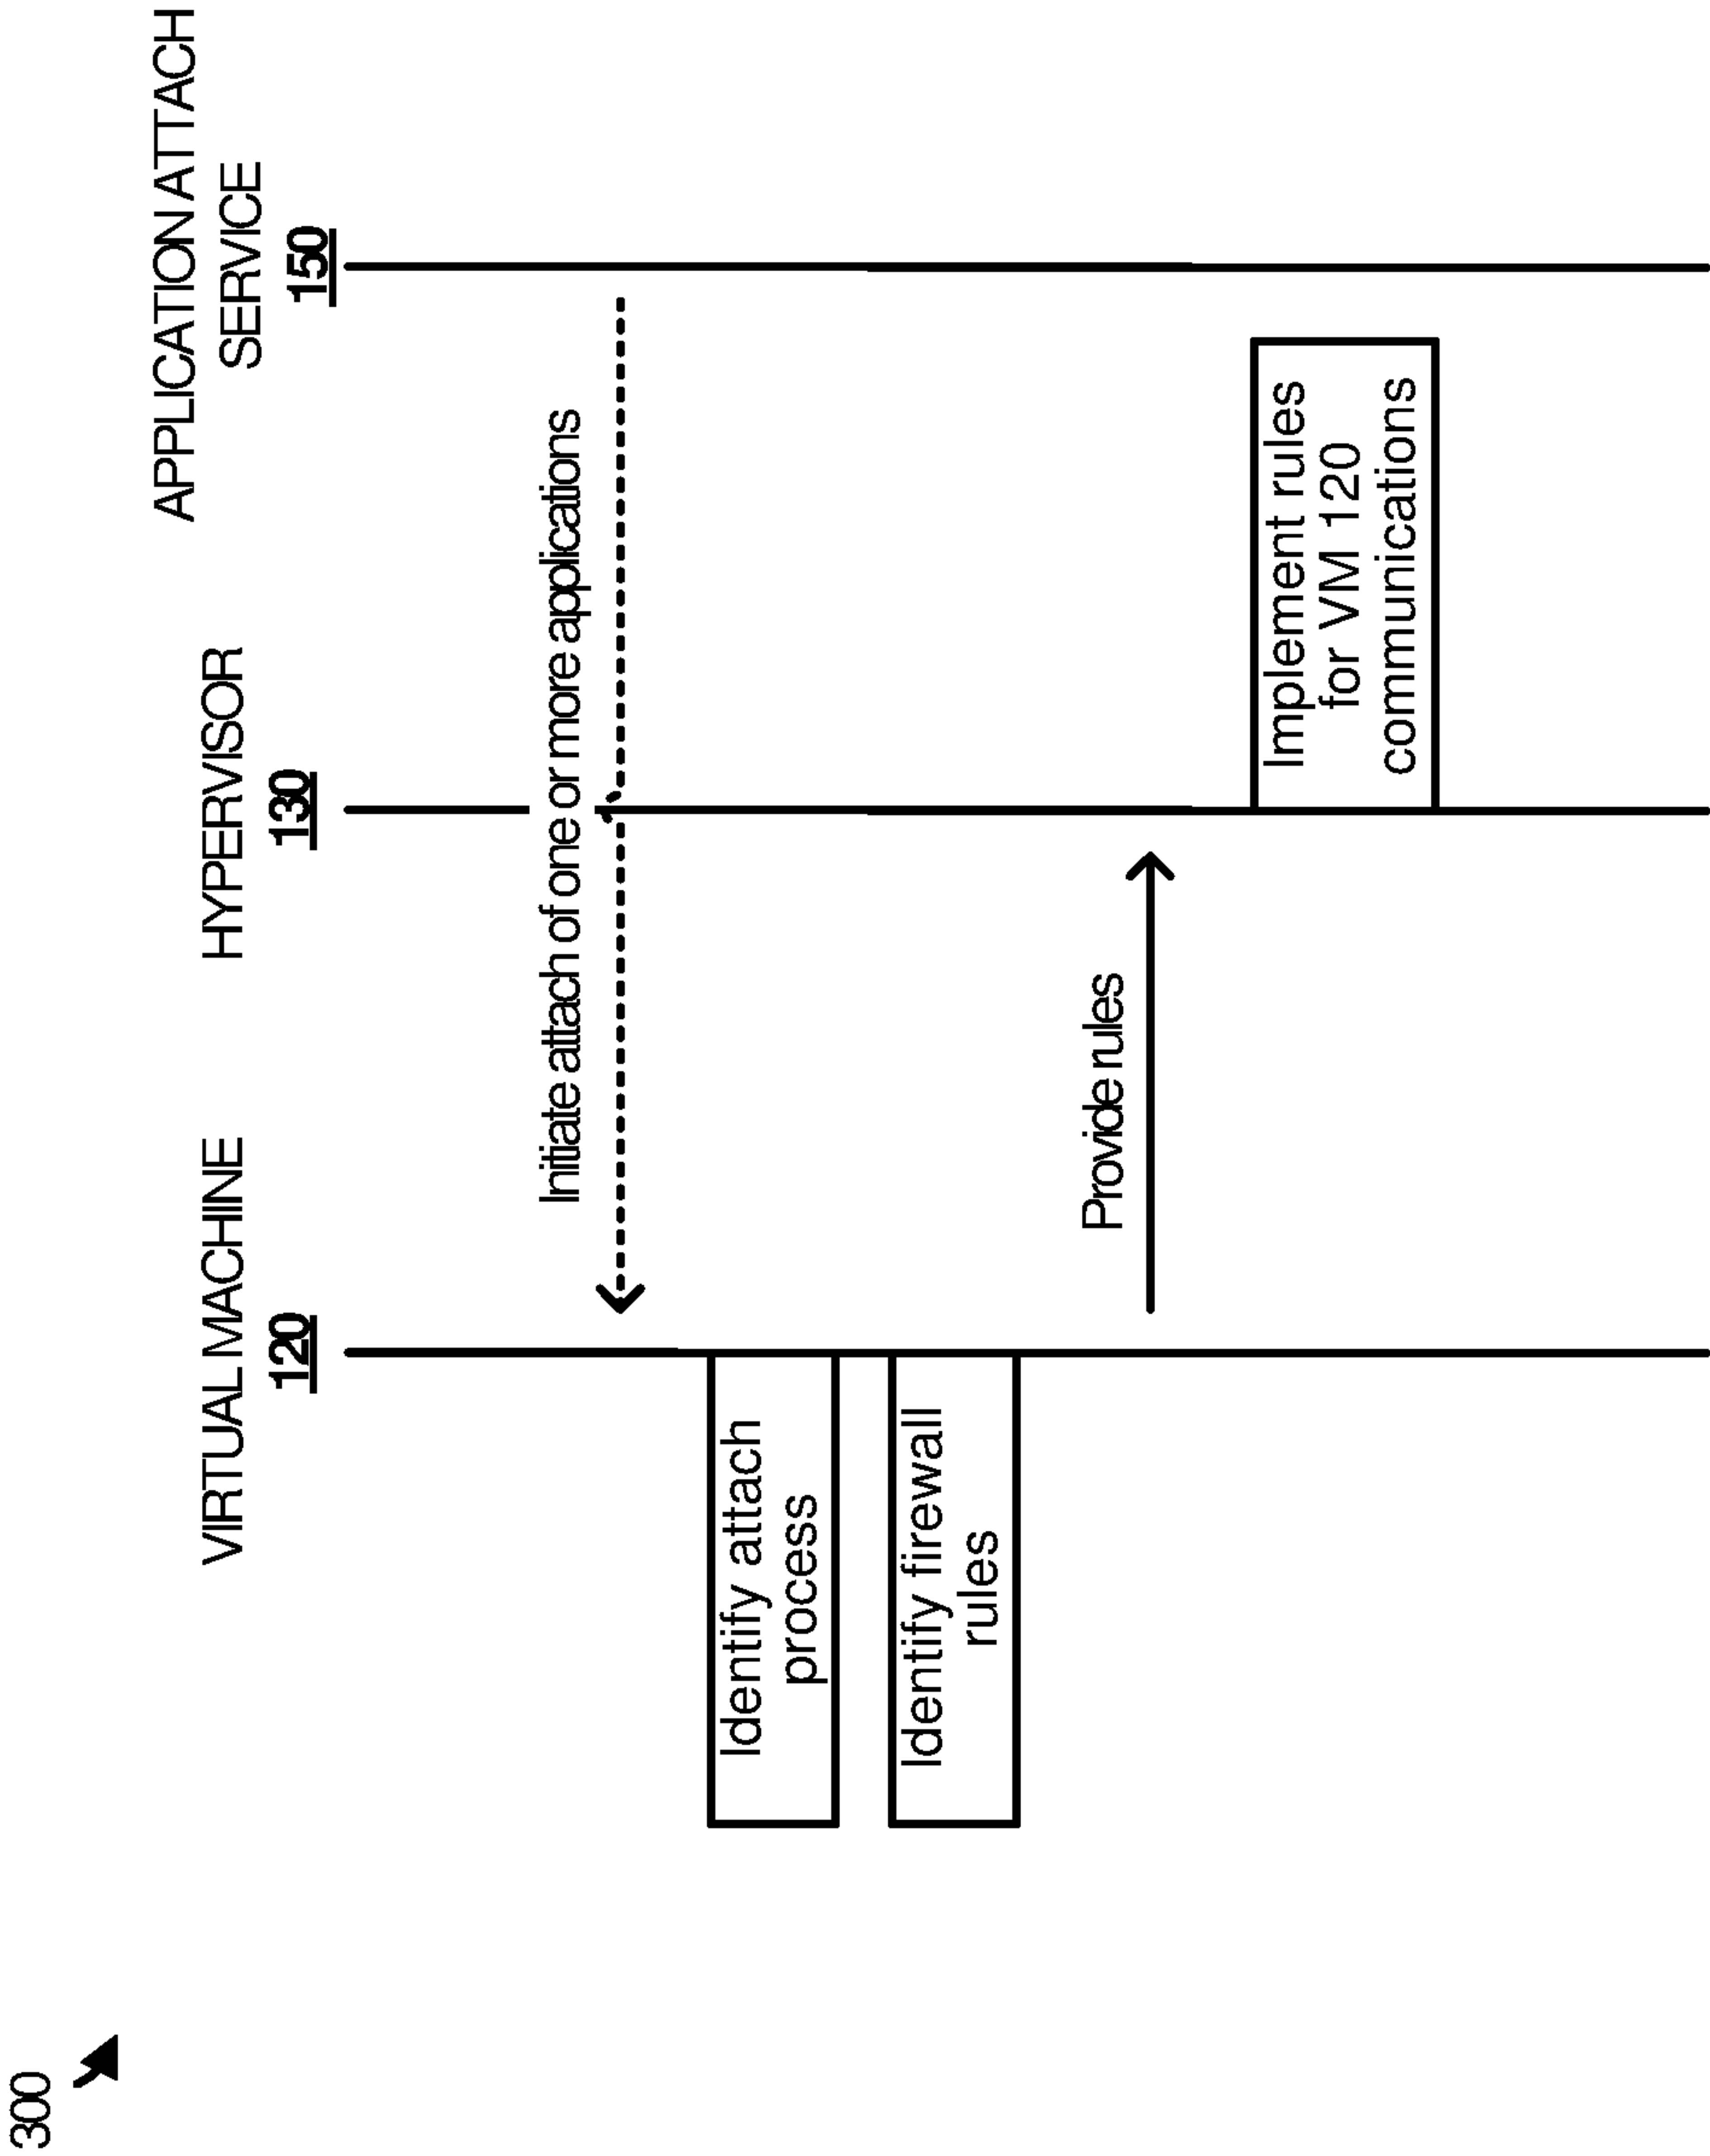 300
VIRTUAL MACHINE
120
HYPERVISOR
130
APPLICATION ATTACH
SERVICE
150
Initiate attach of one or more applications
Identify attach
process
Identify firewall
rules
Provide rules
Implement rules
for VM 120
communications